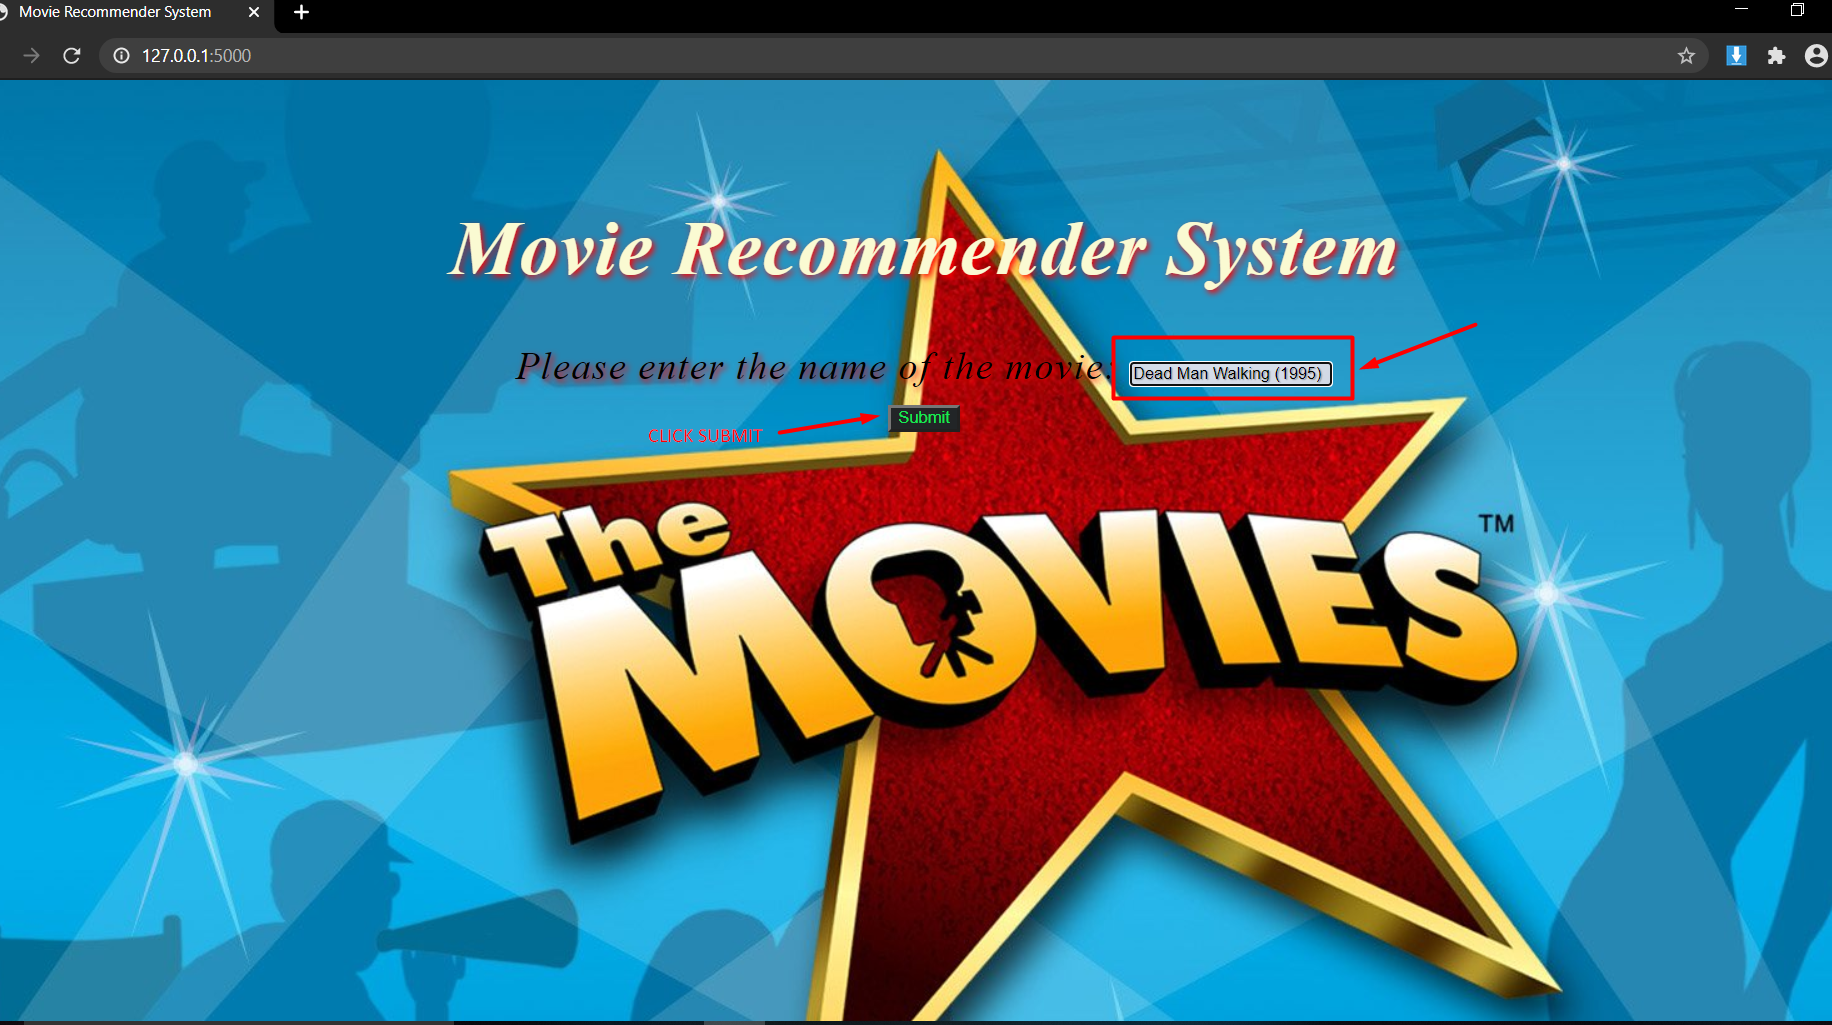 Movie Recommender System
127.0.0.1:5000
Movie Recommender System
Please enter the name of the movie:
Dead Man Walking (1995)
Submit
CLICK SUBMIT
The
MOVIES
TM